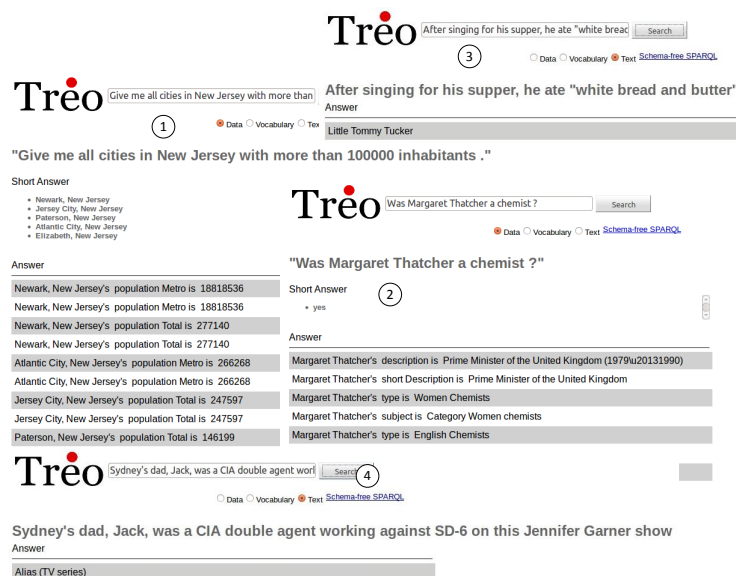 Tréo
After singing for his supper, he ate "white breac
Search
3
Data Vocabulary Text Schema-free SPARQL
After singing for his supper, he ate "white bread and butter"
Answer
Little Tommy Tucker
Tréo
Give me all cities in New Jersey with more than
1
Data Vocabulary Tex
"Give me all cities in New Jersey with more than 100000 inhabitants ."
Short Answer
• Newark, New Jersey
• Jersey City, New Jersey
• Paterson, New Jersey
• Atlantic City, New Jersey
• Elizabeth, New Jersey
Answer
Newark, New Jersey's population Metro is 18818536
Newark, New Jersey's population Metro is 18818536
Newark, New Jersey's population Total is 277140
Newark, New Jersey's population Total is 277140
Atlantic City, New Jersey's population Metro is 266268
Atlantic City, New Jersey's population Metro is 266268
Jersey City, New Jersey's population Total is 247597
Jersey City, New Jersey's population Total is 247597
Paterson, New Jersey's population Total is 146199
Tréo
Was Margaret Thatcher a chemist ?
Search
Data Vocabulary Text Schema-free SPARQL
"Was Margaret Thatcher a chemist ?"
Short Answer
2
• yes
Answer
Margaret Thatcher's description is Prime Minister of the United Kingdom (1979\u20131990)
Margaret Thatcher's short Description is Prime Minister of the United Kingdom
Margaret Thatcher's type is Women Chemists
Margaret Thatcher's subject is Category Women chemists
Margaret Thatcher's type is English Chemists
Tréo
Sydney's dad, Jack, was a CIA double agent worl
Search
4
Data Vocabulary Text Schema-free SPARQL
Sydney's dad, Jack, was a CIA double agent working against SD-6 on this Jennifer Garner show
Answer
Alias (TV series)